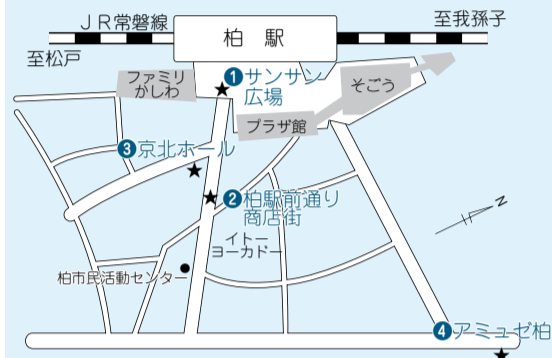 JR常磐線
至我孫子
柏駅
至松戸
ファミリ
かしわ
❶サンサン
広場
そごう
プラザ館
❸京北ホール
❷柏駅前通り
商店街
イトー
ヨーカドー
N
柏市民活動センター
❹アミュゼ柏